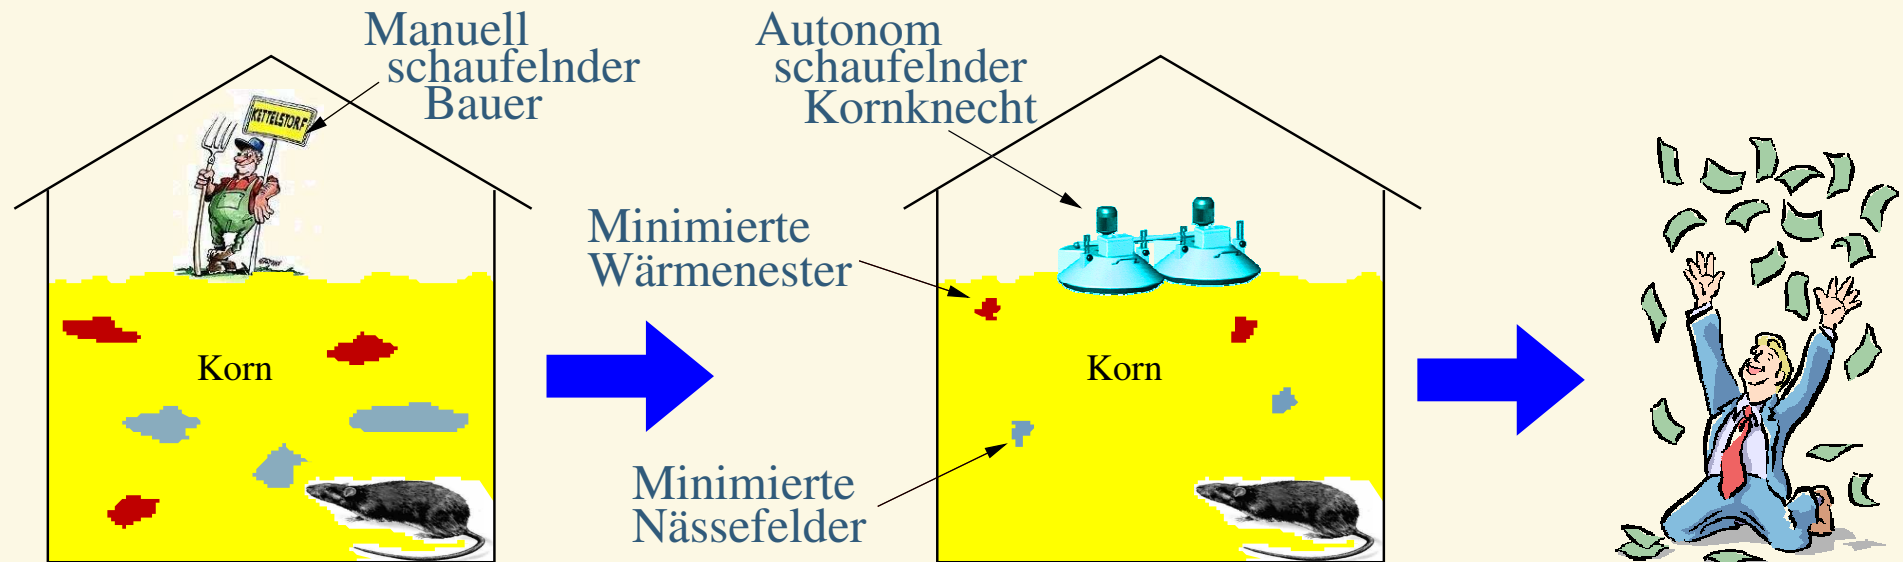 Manuell
schaufelnder
Bauer
KETTELSTORF
Korn
Autonom
schaufelnder
Kornknecht
Minimierte
Wärmenester
Korn
Minimierte
Nässefelder